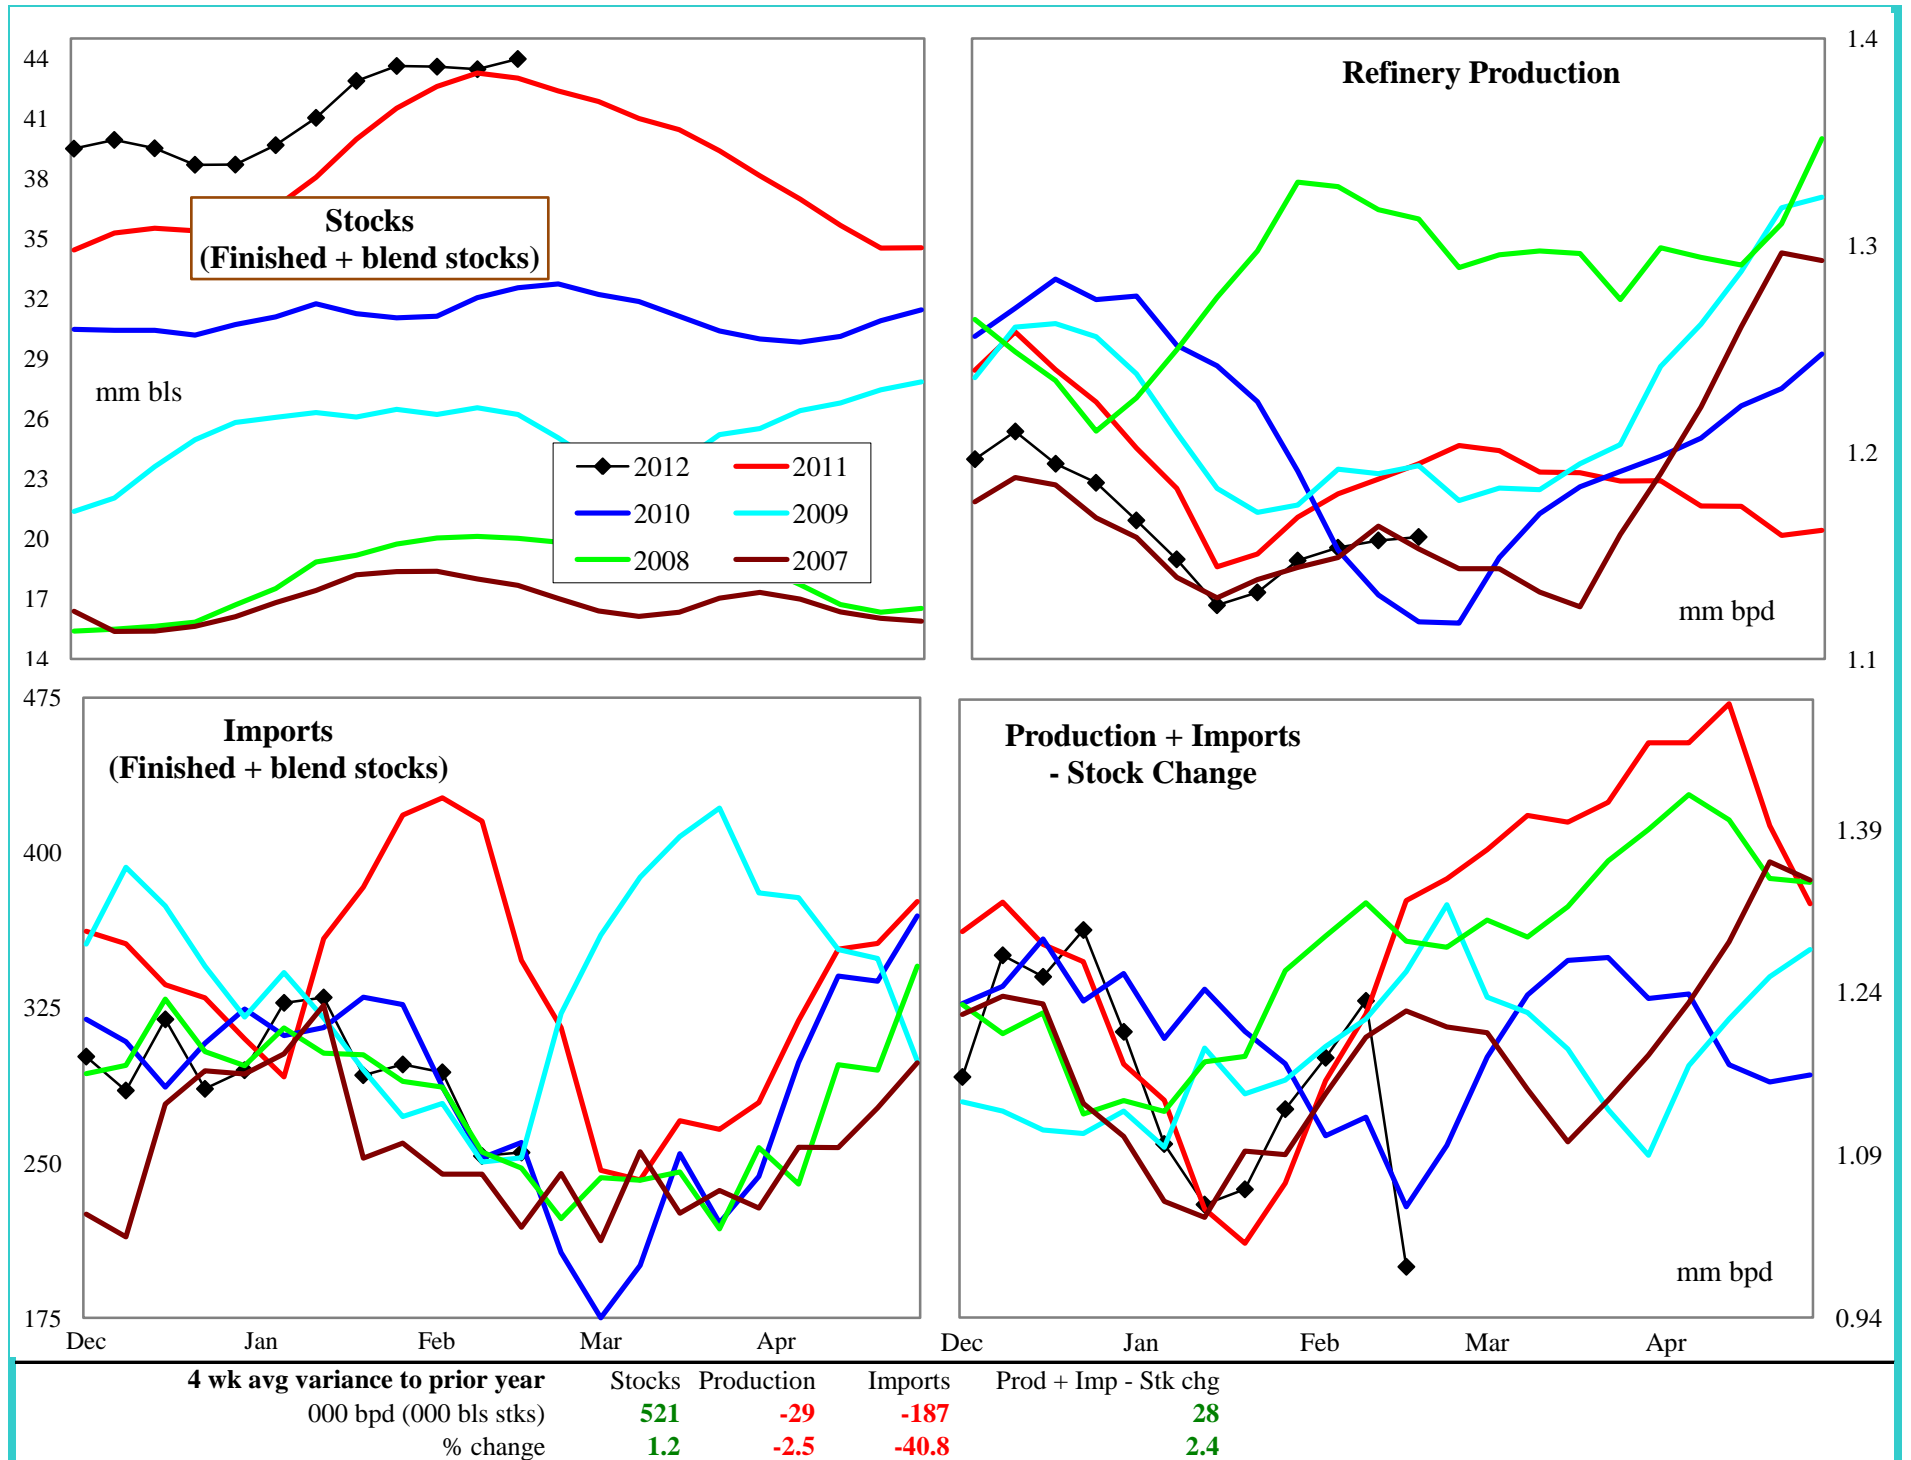 44
41
38
35
32
29
26
23
20
17
14
Stocks
(Finished + blend stocks)
mm bls
2012 2011
2010 2009
2008 2007
Refinery Production
mm bpd
1.4
1.3
1.2
1.1
475
400
325
250
175
Imports
(Finished + blend stocks)
Dec Jan Feb Mar Apr
Production + Imports
- Stock Change
mm bpd
1.39
1.24
1.09
0.94
Dec Jan Feb Mar Apr
4 wk avg variance to prior year Stocks Production Imports Prod + Imp - Stk chg
000 bpd (000 bls stks) 521 -29 -187 28
% change 1.2 -2.5 -40.8 2.4